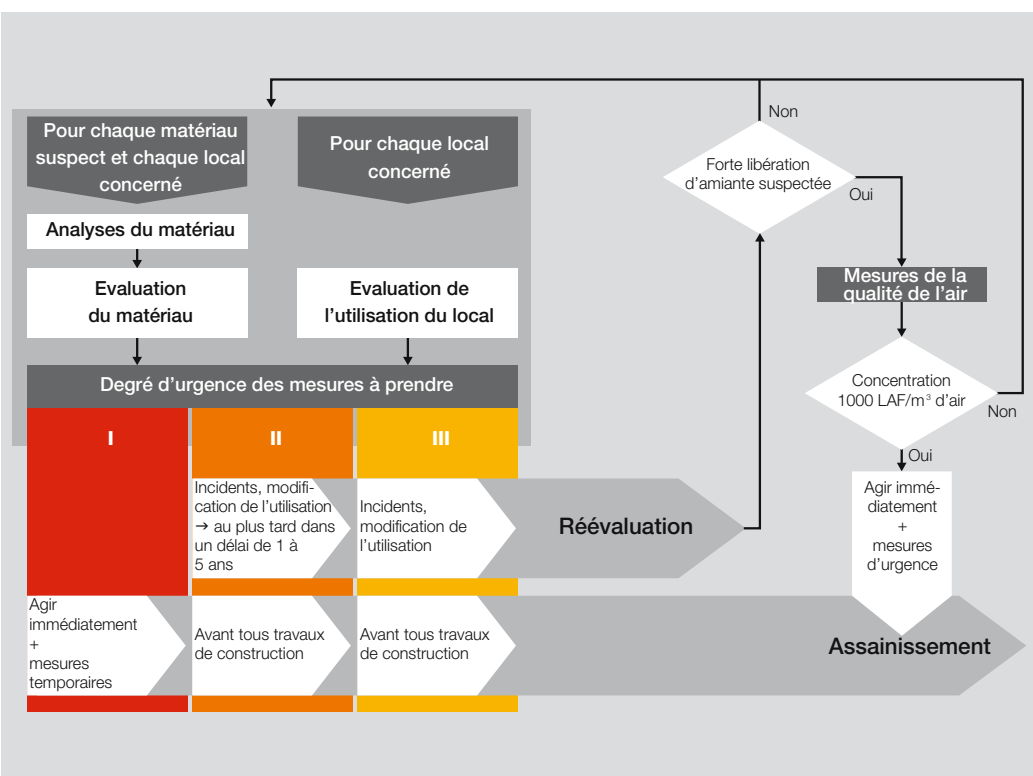 Pour chaque matériau
suspect et chaque local
concerné
Pour chaque local
concerné
Analyses du matériau
Evaluation
du matériau
Evaluation de
l'utilisation du local
Degré d'urgence des mesures à prendre
I
II
III
Incidents, modifi-
cation de l'utilisation
→ au plus tard dans
un délai de 1 à
5 ans
Incidents,
modification de
l'utilisation
Réévaluation
Agir
immédiatement
+
mesures
temporaires
Avant tous travaux
de construction
Avant tous travaux
de construction
Assainissement
Non
Forte libération
d'amiante suspectée
Oui
Mesures de la
qualité de l'air
Concentration
1000 LAF/m³ d'air
Non
Oui
Agir immé-
diatement
+
mesures
d'urgence